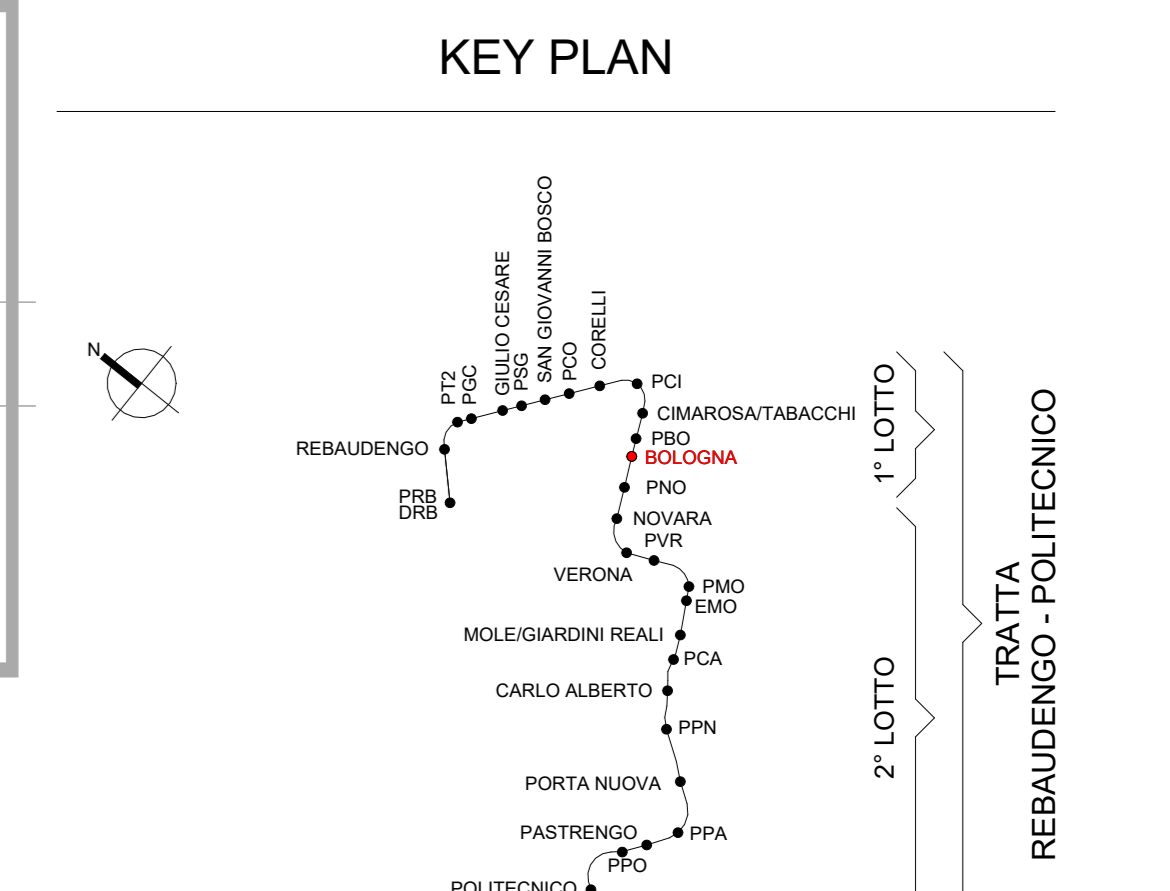 KEY PLAN
N
PT2
PGC
GIULIO CESARE
PSG
SAN GIOVANNI BOSCO
PCO
CORELLI
PCI
CIMAROSA/TABACCHI
PBO
REBAUDENGO
BOLOGNA
PRB
DRB
PNO
NOVARA
PVR
VERONA
PMO
EMO
MOLE/GIARDINI REALI
PCA
CARLO ALBERTO
PPN
PORTA NUOVA
PASTRENGO
PPA
PPO
POLITECNICO
1° LOTTO
2° LOTTO
TRATTA
REBAUDENGO - POLITECNICO